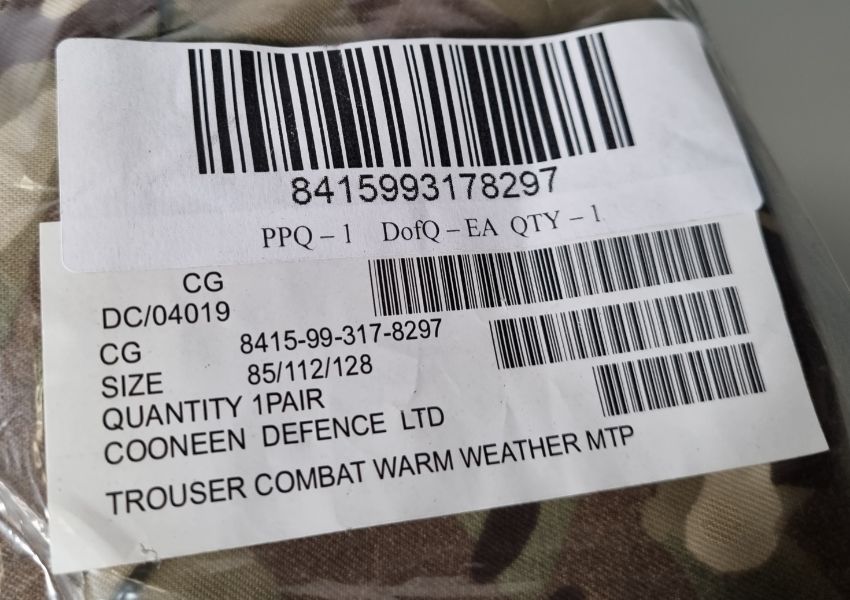 8415993178297
PPQ – 1 DofQ – EA QTY – 1
CG
DC/04019
CG 8415-99-317-8297
SIZE 85/112/128
QUANTITY 1PAIR
COONEEN DEFENCE LTD
TROUSER COMBAT WARM WEATHER MTP